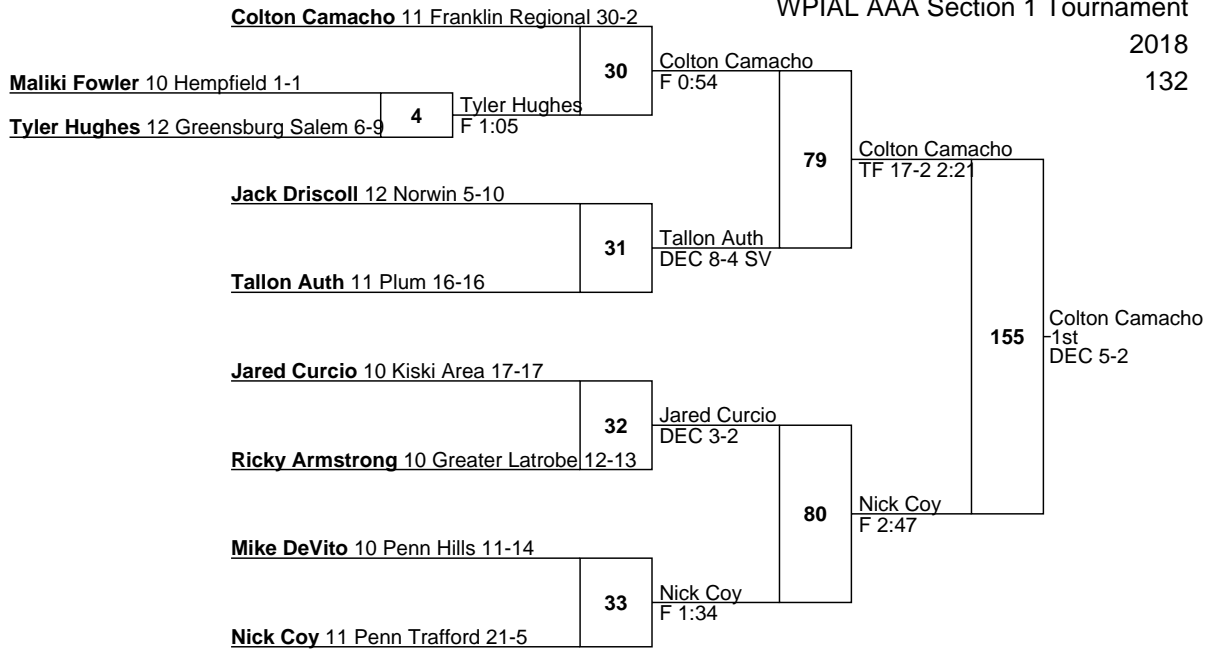 WPIAL AAA Section 1 Tournament
2018
132
Colton Camacho 11 Franklin Regional 30-2
30
Colton Camacho
F 0:54
Maliki Fowler 10 Hempfield 1-1
4
Tyler Hughes
F 1:05
Tyler Hughes 12 Greensburg Salem 6-9
79
Colton Camacho
TF 17-2 2:21
Jack Driscoll 12 Norwin 5-10
31
Tallon Auth
DEC 8-4 SV
Tallon Auth 11 Plum 16-16
155
Colton Camacho
1st
DEC 5-2
Jared Curcio 10 Kiski Area 17-17
32
Jared Curcio
DEC 3-2
Ricky Armstrong 10 Greater Latrobe 12-13
80
Nick Coy
F 2:47
Mike DeVito 10 Penn Hills 11-14
33
Nick Coy
F 1:34
Nick Coy 11 Penn Trafford 21-5